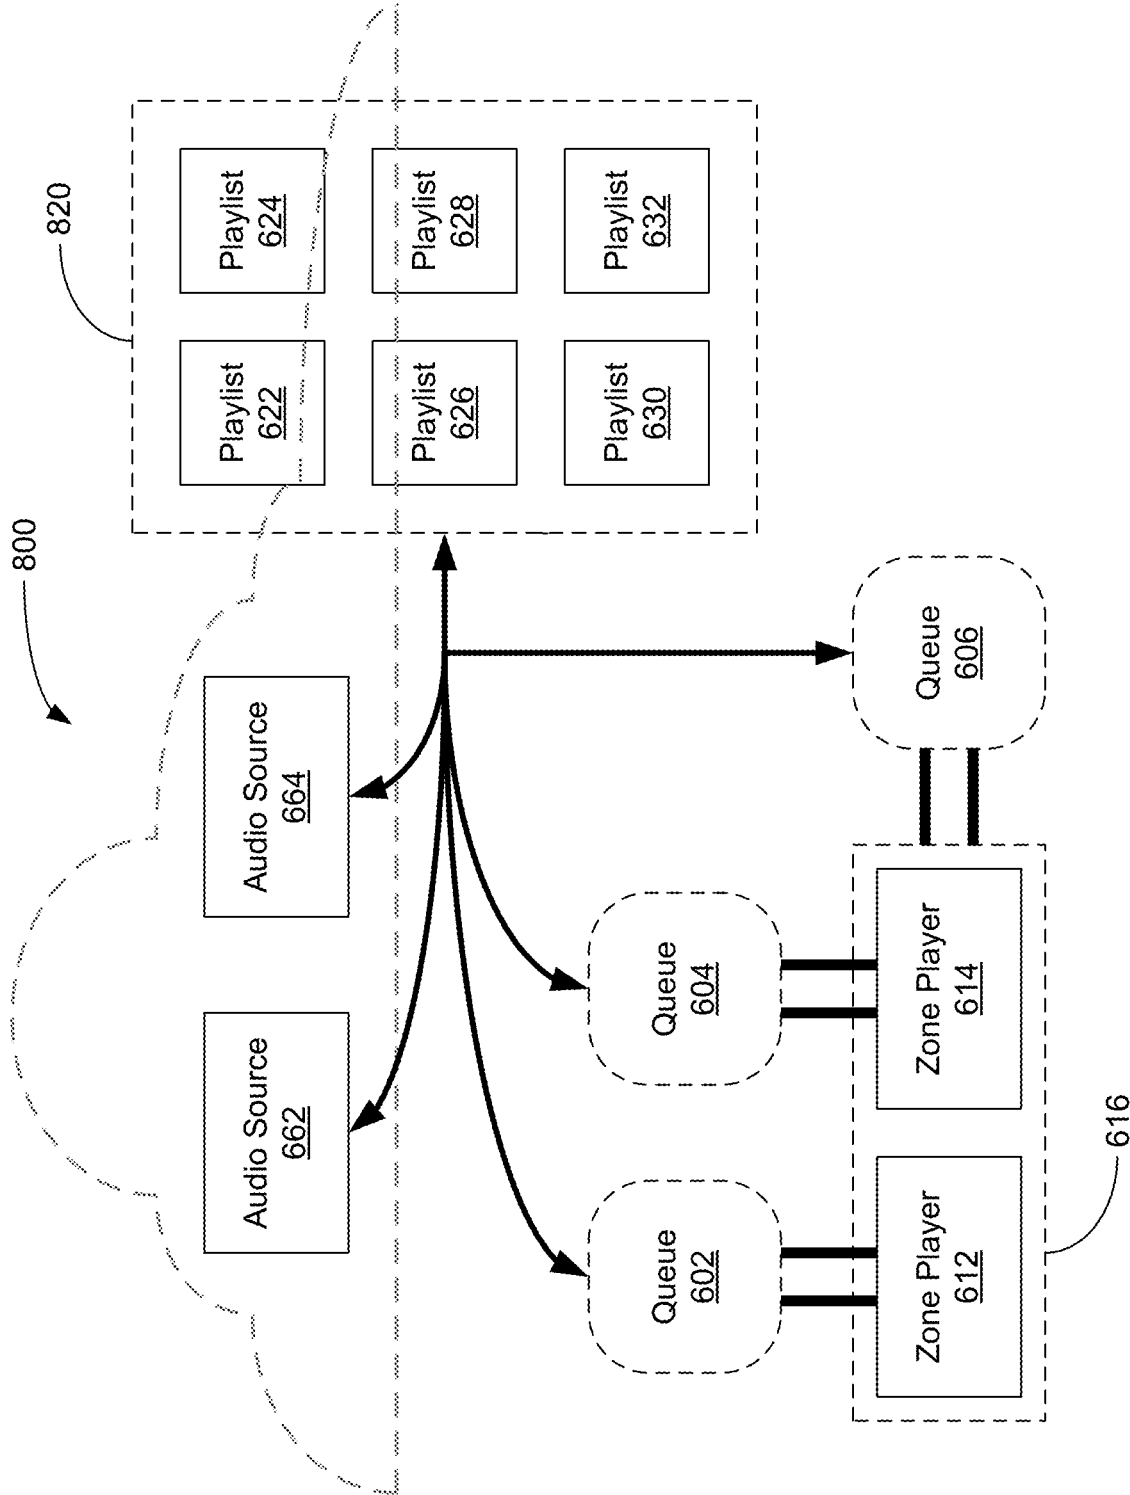 800
820
Audio Source
662
Audio Source
664
Playlist
622
Playlist
624
Playlist
626
Playlist
628
Playlist
630
Playlist
632
Queue
602
Queue
604
Queue
606
Zone Player
612
Zone Player
614
616